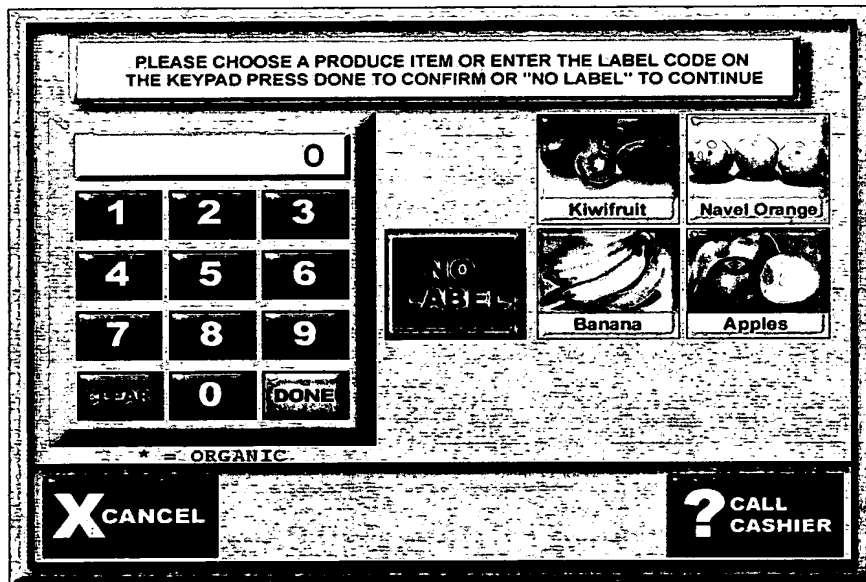 PLEASE CHOOSE A PRODUCE ITEM OR ENTER THE LABEL CODE ON
THE KEYPAD PRESS DONE TO CONFIRM OR "NO LABEL" TO CONTINUE
0
1 2 3
4 5 6
7 8 9
CLEAR 0 DONE
* = ORGANIC
NO
LABEL
Kiwifruit
Navel Orange
Banana
Apples
X CANCEL
? CALL
CASHIER